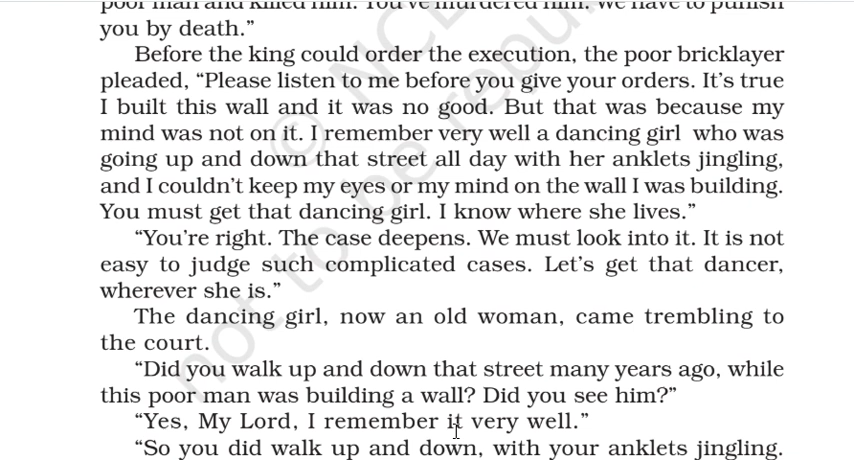 poor man and killed him. You've murdered him. We have to punish
you by death."
Before the king could order the execution, the poor bricklayer
pleaded, "Please listen to me before you give your orders. It's true
I built this wall and it was no good. But that was because my
mind was not on it. I remember very well a dancing girl who was
going up and down that street all day with her anklets jingling,
and I couldn't keep my eyes or my mind on the wall I was building.
You must get that dancing girl. I know where she lives."
"You're right. The case deepens. We must look into it. It is not
easy to judge such complicated cases. Let's get that dancer,
wherever she is."
The dancing girl, now an old woman, came trembling to
the court.
"Did you walk up and down that street many years ago, while
this poor man was building a wall? Did you see him?"
"Yes, My Lord, I remember it very well."
"So you did walk up and down, with your anklets jingling.
© NC
not to be repu